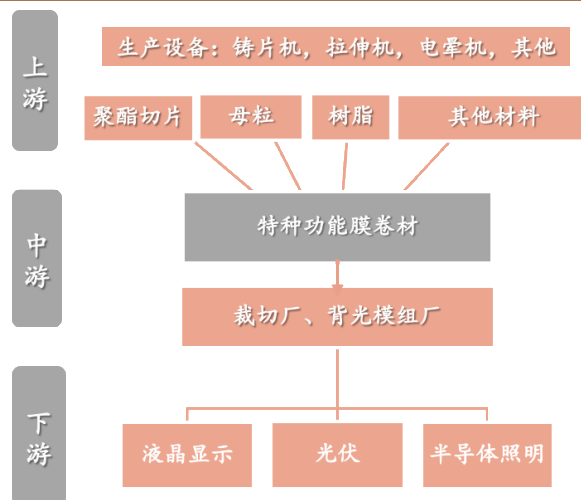 上游
生产设备：铸片机，拉伸机，电晕机，其他
聚酯切片
母粒
树脂
其他材料
中游
特种功能膜卷材
裁切厂、背光模组厂
下游
液晶显示
光伏
半导体照明